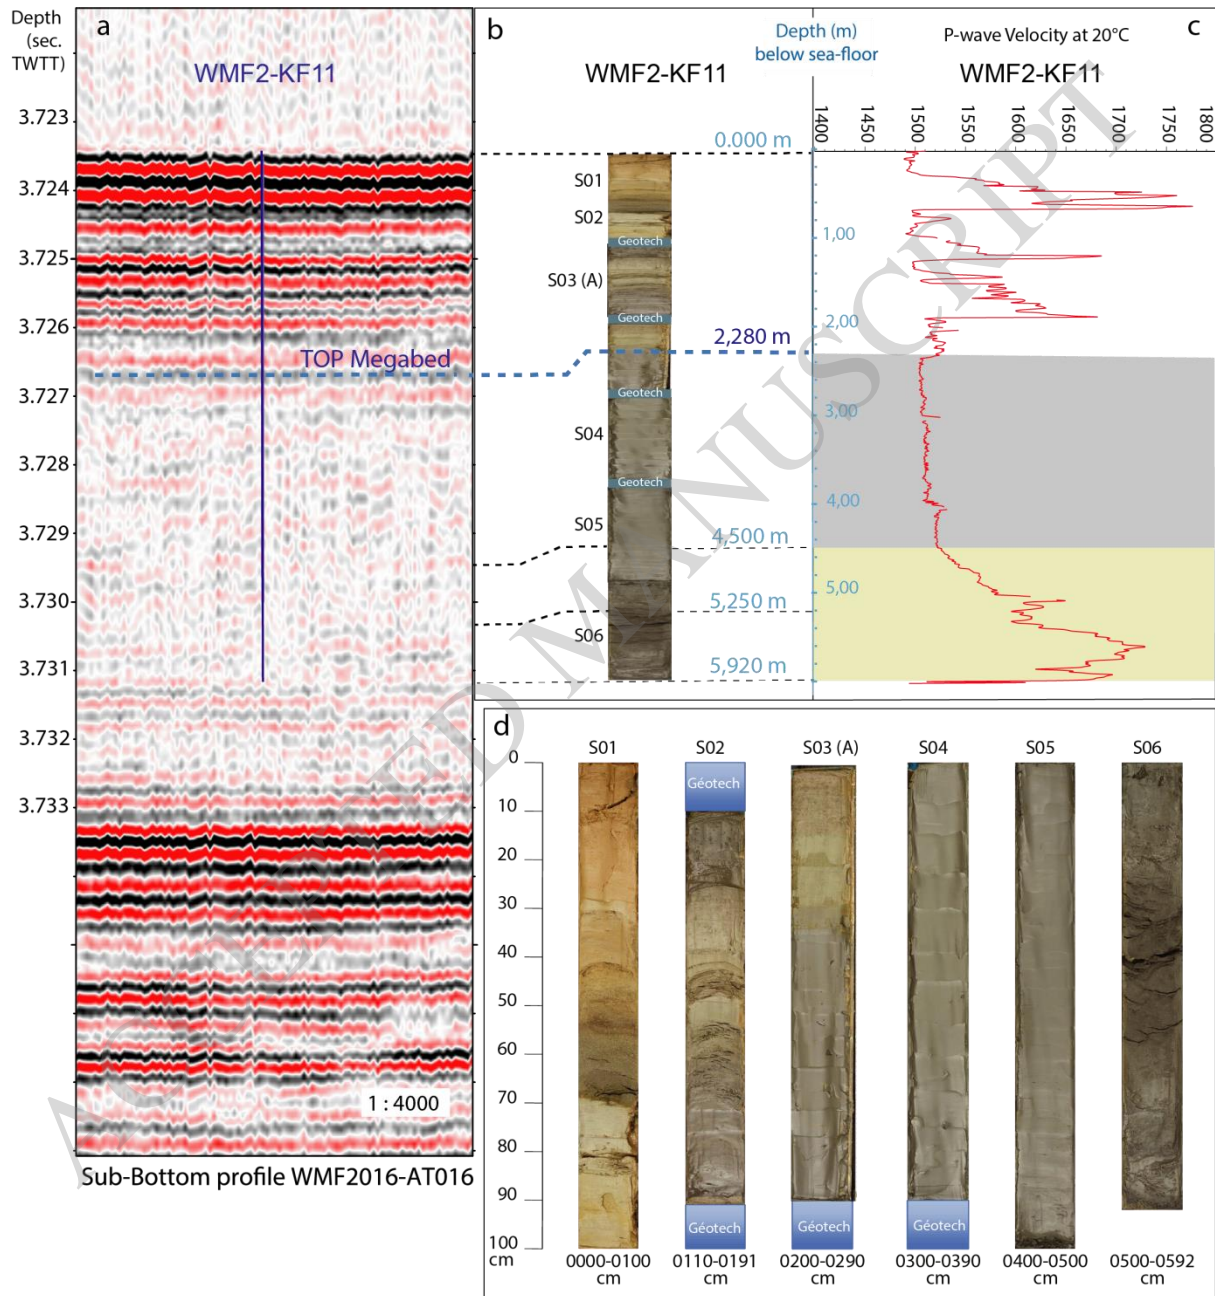 Depth
(sec.
TWTT)
a
WMF2-KF11
3.723
3.724
3.725
3.726
3.727
3.728
3.729
3.730
3.731
3.732
3.733
TOP Megabed
1 : 4000
Sub-Bottom profile WMF2016-AT016
b
WMF2-KF11
Depth (m)
below sea-floor
0.000 m
S01
S02
Geotech
S03 (A)
Geotech
2,280 m
Geotech
S04
Geotech
S05
4,500 m
5,250 m
S06
5,920 m
P-wave Velocity at 20°C
c
WMF2-KF11
1400
1450
1500
1550
1600
1650
1700
1750
1800
1,00
2,00
3,00
4,00
5,00
d
S01 S02 S03 (A) S04 S05 S06
0
10
20
30
40
50
60
70
80
90
100
cm
Géotech
Géotech
Géotech
Géotech
0000-0100
cm
0110-0191
cm
0200-0290
cm
0300-0390
cm
0400-0500
cm
0500-0592
cm
ACCEPTED MANUSCRIPT